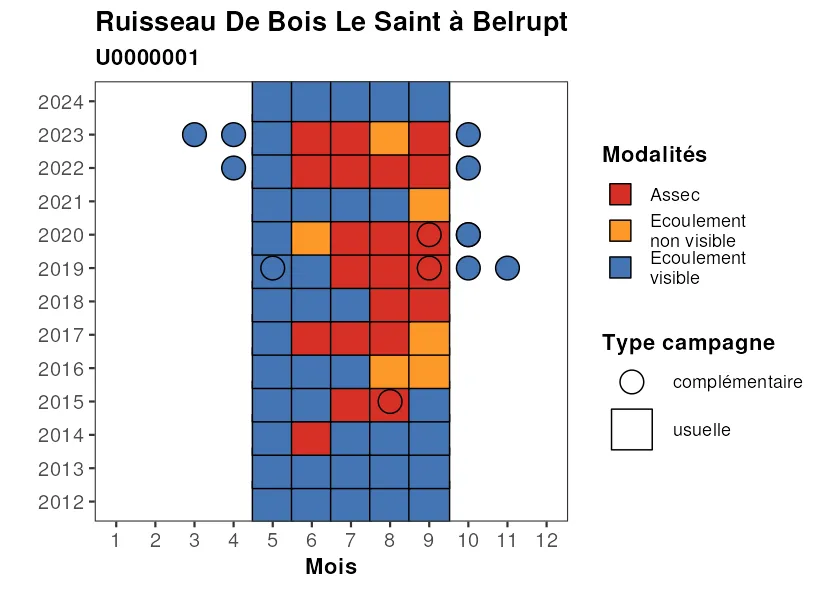 Ruisseau De Bois Le Saint à Belrupt
U0000001
2024
2023
2022
2021
2020
2019
2018
2017
2016
2015
2014
2013
2012
1 2 3 4 5 6 7 8 9 10 11 12
Mois
Modalités
Assec
Ecoulement
non visible
Ecoulement
visible
Type campagne
complémentaire
usuelle